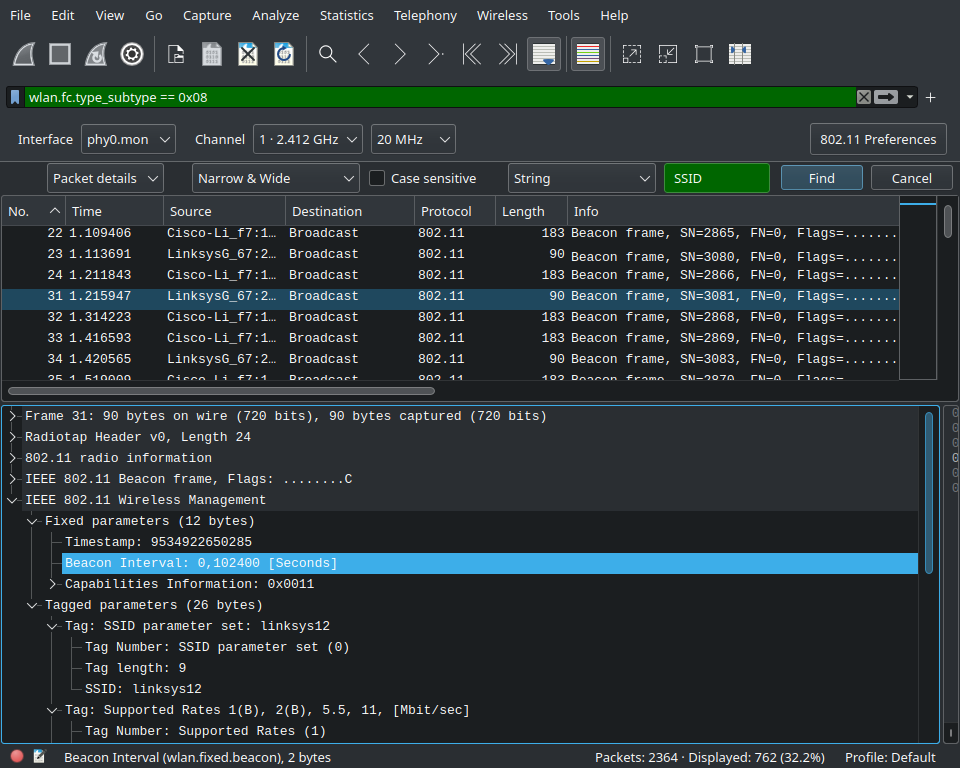 File Edit View Go Capture Analyze Statistics Telephony Wireless Tools Help
wlan.fc.type_subtype == 0x08
Interface phy0.mon Channel 1 · 2.412 GHz 20 MHz 802.11 Preferences
Packet details Narrow & Wide Case sensitive String SSID Find Cancel
No. Time Source Destination Protocol Length Info
22 1.109406 Cisco-Li_f7:1… Broadcast 802.11 183 Beacon frame, SN=2865, FN=0, Flags=.......
23 1.113691 LinksysG_67:2… Broadcast 802.11 90 Beacon frame, SN=3080, FN=0, Flags=.......
24 1.211843 Cisco-Li_f7:1… Broadcast 802.11 183 Beacon frame, SN=2866, FN=0, Flags=.......
31 1.215947 LinksysG_67:2… Broadcast 802.11 90 Beacon frame, SN=3081, FN=0, Flags=.......
32 1.314223 Cisco-Li_f7:1… Broadcast 802.11 183 Beacon frame, SN=2868, FN=0, Flags=.......
33 1.416593 Cisco-Li_f7:1… Broadcast 802.11 183 Beacon frame, SN=2869, FN=0, Flags=.......
34 1.420565 LinksysG_67:2… Broadcast 802.11 90 Beacon frame, SN=3083, FN=0, Flags=.......
35 1.519009 Cisco-Li_f7:1… Broadcast 802.11 183 Beacon frame, SN=2870, FN=0, Flags=
Frame 31: 90 bytes on wire (720 bits), 90 bytes captured (720 bits)
Radiotap Header v0, Length 24
802.11 radio information
IEEE 802.11 Beacon frame, Flags: ........C
IEEE 802.11 Wireless Management
Fixed parameters (12 bytes)
Timestamp: 9534922650285
Beacon Interval: 0,102400 [Seconds]
Capabilities Information: 0x0011
Tagged parameters (26 bytes)
Tag: SSID parameter set: linksys12
Tag Number: SSID parameter set (0)
Tag length: 9
SSID: linksys12
Tag: Supported Rates 1(B), 2(B), 5.5, 11, [Mbit/sec]
Tag Number: Supported Rates (1)
Beacon Interval (wlan.fixed.beacon), 2 bytes Packets: 2364 · Displayed: 762 (32.2%) Profile: Default